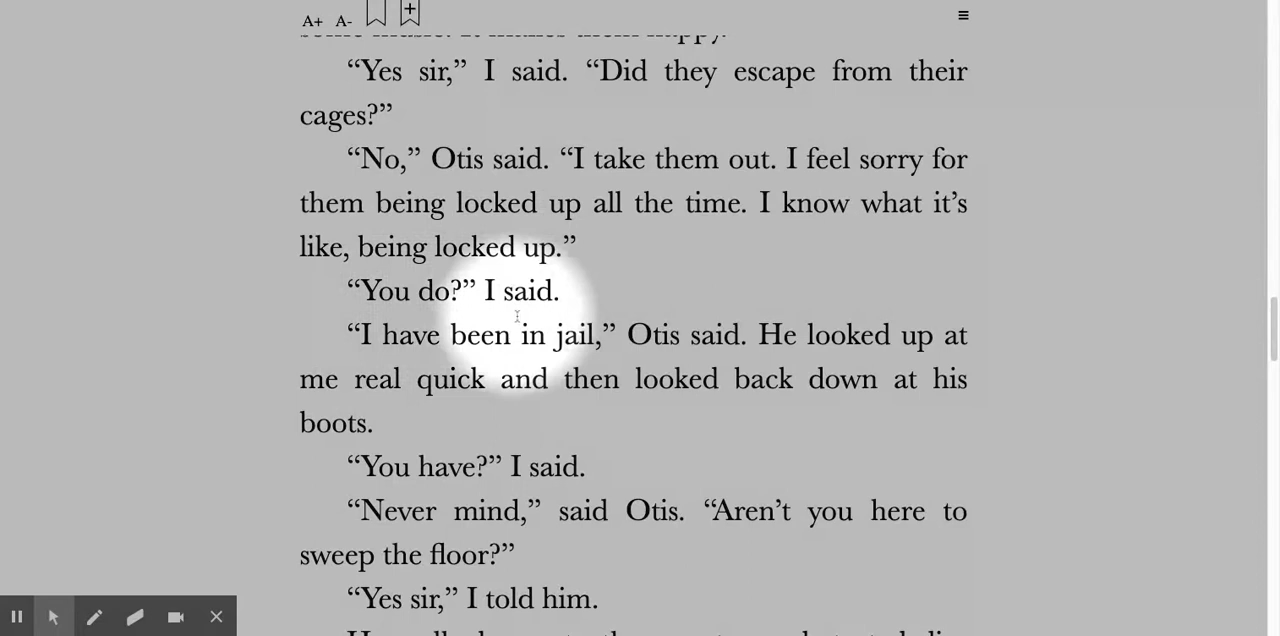 A+ A- +
“Yes sir,” I said. “Did they escape from their
cages?”
“No,” Otis said. “I take them out. I feel sorry for
them being locked up all the time. I know what it’s
like, being locked up.”
“You do?” I said.
“I have been in jail,” Otis said. He looked up at
me real quick and then looked back down at his
boots.
“You have?” I said.
“Never mind,” said Otis. “Aren’t you here to
sweep the floor?”
“Yes sir,” I told him.